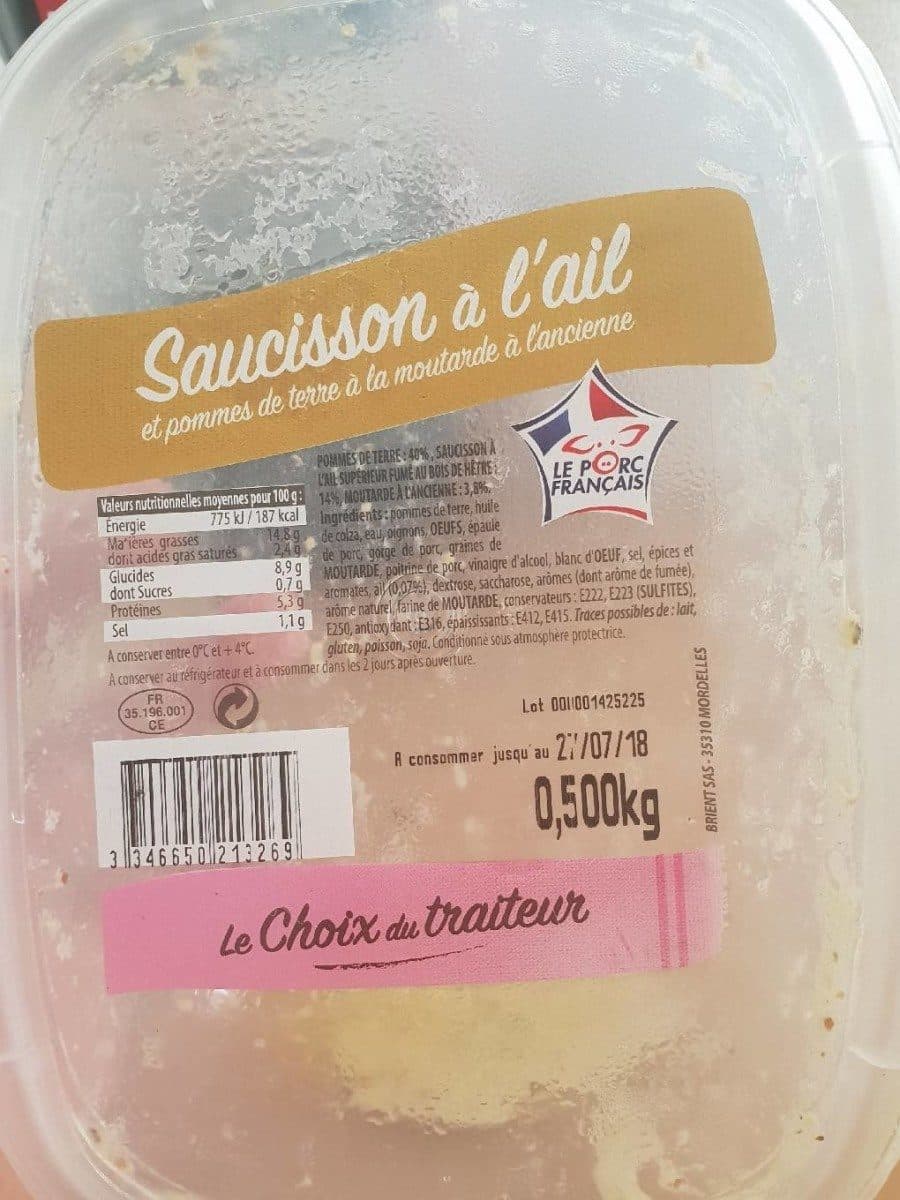 Saucisson à l'ail
et pommes de terre à la moutarde à l'ancienne
LE PORC
FRANÇAIS
POMMES DE TERRE : 40%, SAUCISSON À
L'AIL SUPÉRIEUR FUMÉ AU BOIS DE HÊTRE :
14%, MOUTARDE À L'ANCIENNE : 3,8%.
Ingrédients : pommes de terre, huile
de colza, eau, oignons, OEUFS, épaule
de porc, gorge de porc, graines de
MOUTARDE, poitrine de porc, vinaigre d'alcool, blanc d'OEUF, sel, épices et
aromates, ail (0,07%), dextrose, saccharose, arômes (dont arôme de fumée),
arôme naturel, farine de MOUTARDE, conservateurs : E222, E223 (SULFITES),
E250, antioxydant : E316, épaississants : E412, E415. Traces possibles de : lait,
gluten, poisson, soja. Conditionné sous atmosphère protectrice.
Valeurs nutritionnelles moyennes pour 100 g :
Énergie 775 kJ / 187 kcal
Matières grasses 14,8 g
dont acides gras saturés 2,4 g
Glucides 8,9 g
dont Sucres 0,7 g
Protéines 5,3 g
Sel 1,1 g
A conserver entre 0°C et + 4°C.
A conserver au réfrigérateur et à consommer dans les 2 jours après ouverture.
FR
35.196.001
CE
Lot 001001425225
A consommer jusqu'au 27/07/18
0,500kg
BRIENT SAS - 35310 MORDELLES
3 346650 213269
Le Choix du traiteur